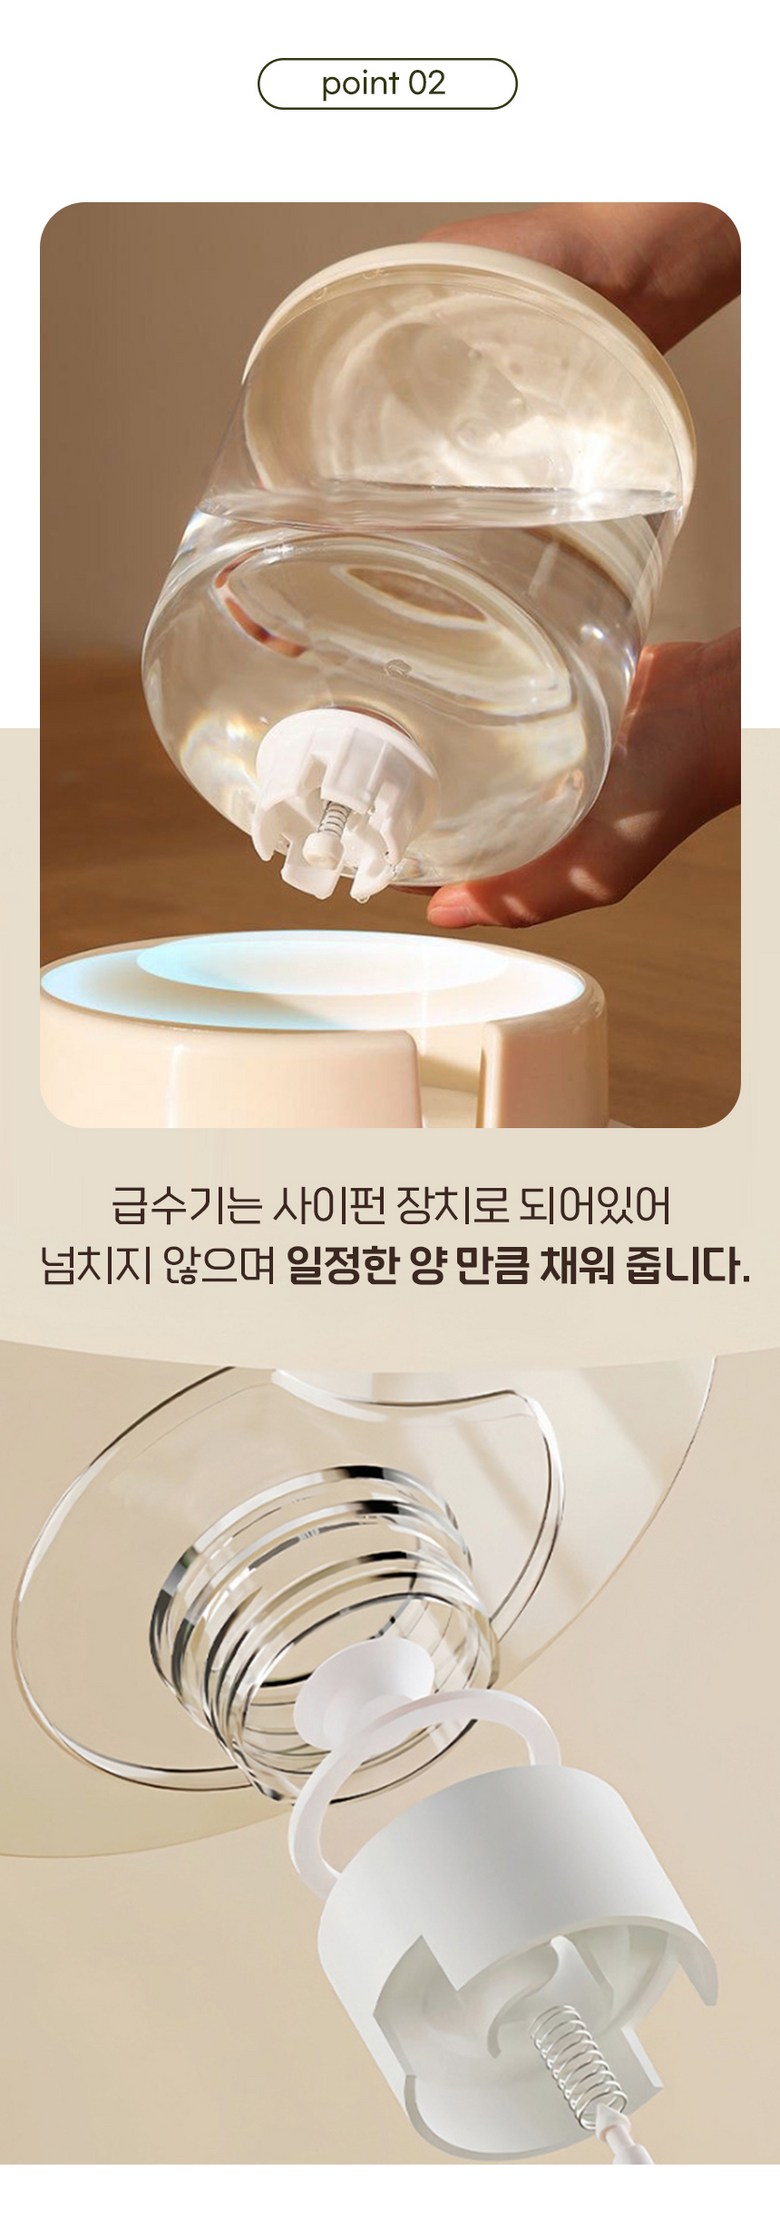 point 02
급수기는 사이펀 장치로 되어있어
넘치지 않으며 일정한 양 만큼 채워 줍니다.